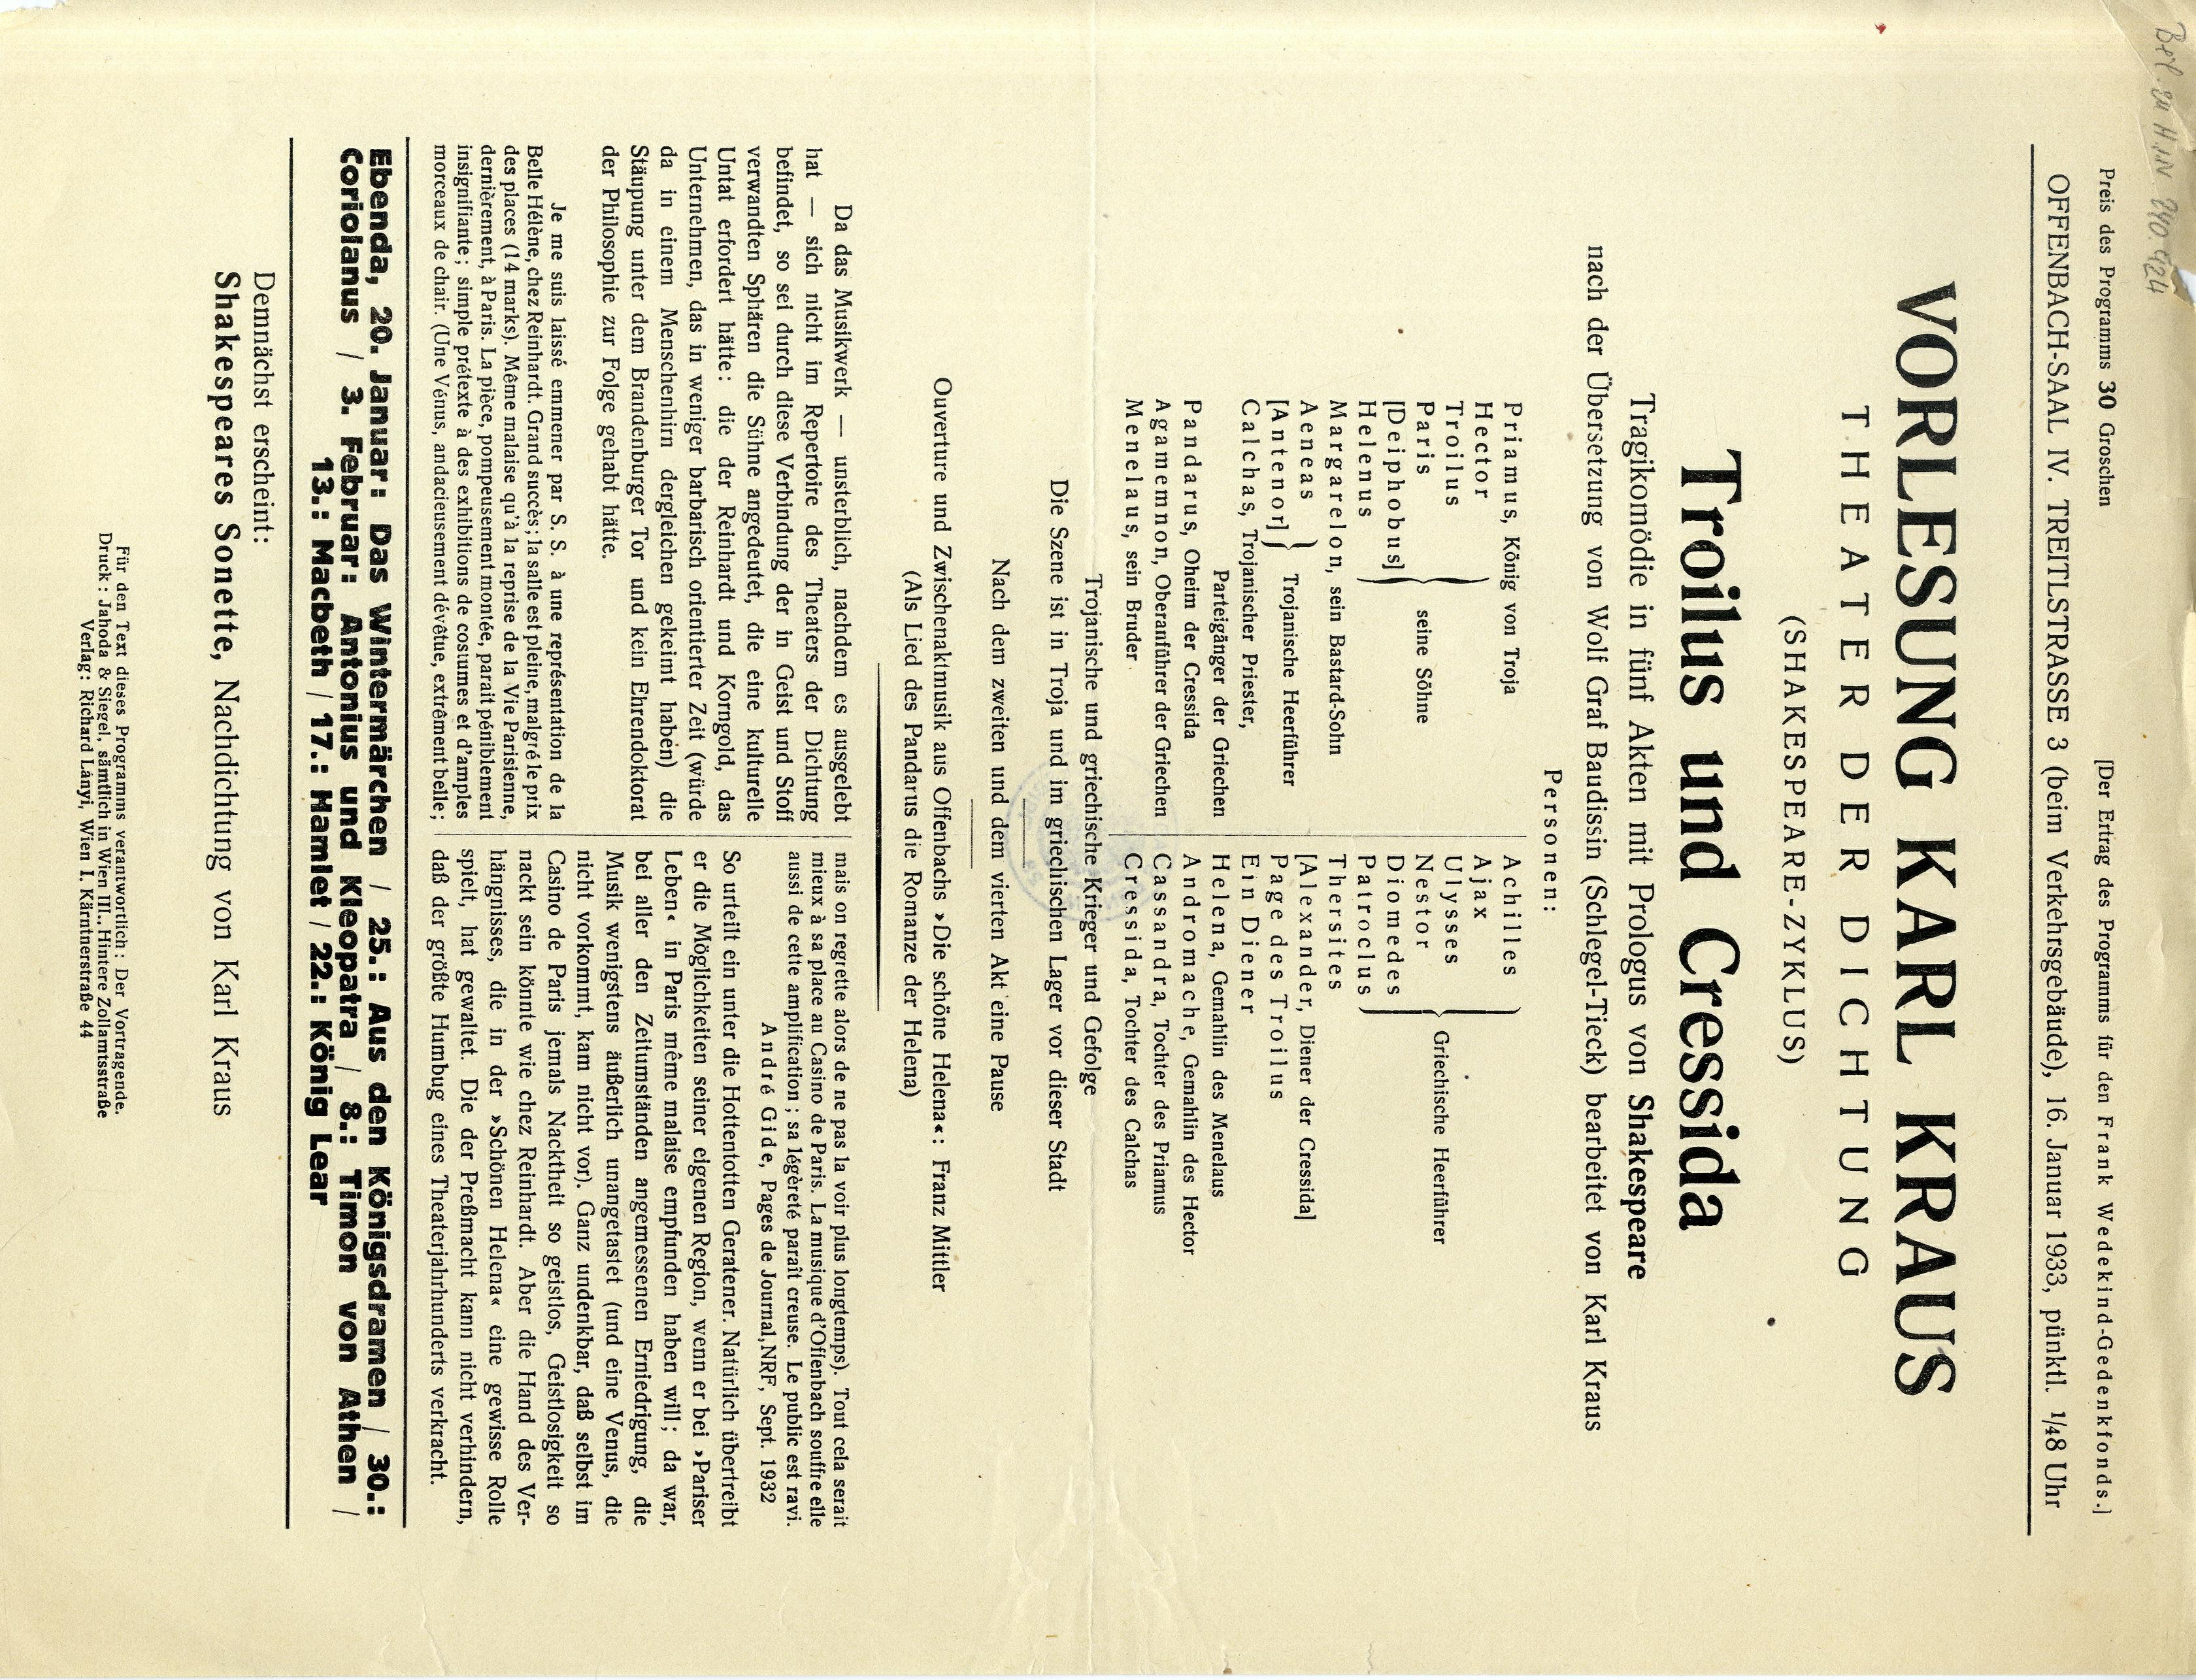 Beil. zu H.I.N. 240.424
Preis des Programms 30 Groschen [Der Ertrag des Programms für den Frank Wedekind-Gedenkfonds.]
OFFENBACH-SAAL IV. TREITLSTRASSE 3 (beim Verkehrsgebäude), 16. Januar 1933, pünktl. ¼8 Uhr
VORLESUNG KARL KRAUS
THEATER DER DICHTUNG
(SHAKESPEARE-ZYKLUS)
Troilus und Cressida
Tragikomödie in fünf Akten mit Prologus von Shakespeare
nach der Übersetzung von Wolf Graf Baudissin (Schlegel-Tieck) bearbeitet von Karl Kraus
Personen:
Priamus, König von Troja
Hector
Troilus
Paris
[Deiphobus]
Helenus
seine Söhne
Margarelon, sein Bastard-Sohn
Aeneas
[Antenor]
Trojanische Heerführer
Calchas, Trojanischer Priester,
Parteigänger der Griechen
Pandarus, Oheim der Cressida
Agamemnon, Oberanführer der Griechen
Menelaus, sein Bruder
Achilles
Ajax
Ulysses
Nestor
Diomedes
Patroclus
Griechische Heerführer
Thersites
[Alexander, Diener der Cressida]
Page des Troilus
Ein Diener
Helena, Gemahlin des Menelaus
Andromache, Gemahlin des Hector
Cassandra, Tochter des Priamus
Cressida, Tochter des Calchas
Trojanische und griechische Krieger und Gefolge
Die Szene ist in Troja und im griechischen Lager vor dieser Stadt
Nach dem zweiten und dem vierten Akt eine Pause
Ouverture und Zwischenaktmusik aus Offenbachs »Die schöne Helena«: Franz Mittler
(Als Lied des Pandarus die Romanze der Helena)
Da das Musikwerk — unsterblich, nachdem es ausgelebt
hat — sich nicht im Repertoire des Theaters der Dichtung
befindet, so sei durch diese Verbindung der in Geist und Stoff
verwandten Sphären die Sühne angedeutet, die eine kulturelle
Untat erfordert hätte: die der Reinhardt und Korngold, das
Unternehmen, das in weniger barbarisch orientierter Zeit (würde
da in einem Menschenhirn dergleichen gekeimt haben) die
Stäupung unter dem Brandenburger Tor und kein Ehrendoktorat
der Philosophie zur Folge gehabt hätte.
Je me suis laissé emmener par S. S. à une représentation de la
Belle Hélène, chez Reinhardt. Grand succès; la salle est pleine, malgré le prix
des places (14 marks). Même malaise qu'à la reprise de la Vie Parisienne,
dernièrement, à Paris. La pièce, pompeusement montée, parait péniblement
insignifiante; simple prétexte à des exhibitions de costumes et d'amples
morceaux de chair. (Une Vénus, andacieusement dévêtue, extrêment belle;
mais on regrette alors de ne pas la voir plus longtemps). Tout cela serait
mieux à sa place au Casino de Paris. La musique d'Offenbach souffre elle
aussi de cette amplification; sa légèreté paraît creuse. Le public est ravi.
André Gide, Pages de Journal, NRF, Sept. 1932
So urteilt ein unter die Hottentotten Geratener. Natürlich übertreibt
er die Möglichkeiten seiner eigenen Region, wenn er bei »Pariser
Leben« in Paris même malaise empfunden haben will; da war,
bei aller den Zeitumständen angemessenen Erniedrigung, die
Musik wenigstens äußerlich unangetastet (und eine Venus, die
nicht vorkommt, kam nicht vor). Ganz undenkbar, daß selbst im
Casino de Paris jemals Nacktheit so geistlos, Geistlosigkeit so
nackt sein könnte wie chez Reinhardt. Aber die Hand des Ver-
hängnisses, die in der »Schönen Helena« eine gewisse Rolle
spielt, hat gewaltet. Die der Preßmacht kann nicht verhindern,
daß der größte Humbug eines Theaterjahrhunderts verkracht.
Ebenda, 20. Januar: Das Wintermärchen / 25.: Aus den Königsdramen / 30.:
Coriolanus / 3. Februar: Antonius und Kleopatra / 8.: Timon von Athen /
13.: Macbeth / 17.: Hamlet / 22.: König Lear
Demnächst erscheint:
Shakespeares Sonette, Nachdichtung von Karl Kraus
Für den Text dieses Programms verantwortlich: Der Vortragende.
Druck: Jahoda & Siegel, sämtlich in Wien III., Hintere Zollamtsstraße
Verlag: Richard Lányi, Wien I. Kärntnerstraße 44